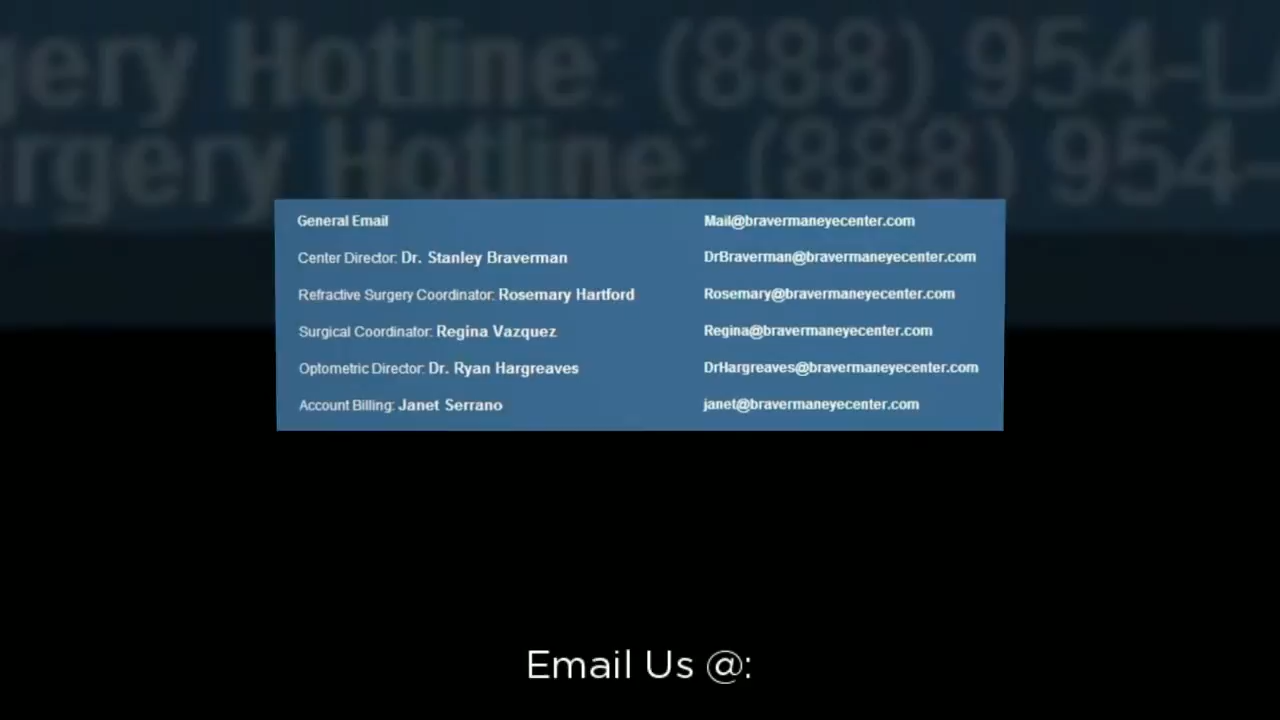 gery Hotline: (888) 954-L
rgery Hotline: (888) 954-
General Email Mail@bravermaneyecenter.com
Center Director: Dr. Stanley Braverman DrBraverman@bravermaneyecenter.com
Refractive Surgery Coordinator: Rosemary Hartford Rosemary@bravermaneyecenter.com
Surgical Coordinator: Regina Vazquez Regina@bravermaneyecenter.com
Optometric Director: Dr. Ryan Hargreaves DrHargreaves@bravermaneyecenter.com
Account Billing: Janet Serrano janet@bravermaneyecenter.com
Email Us @: